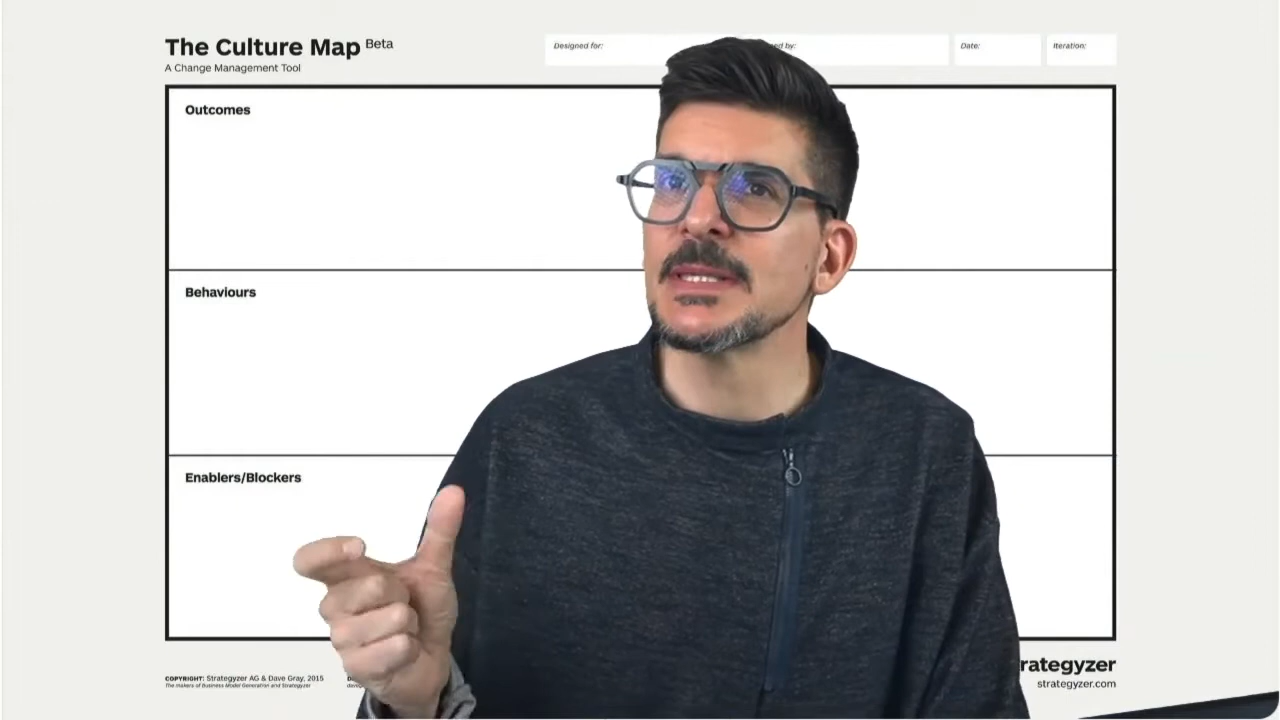 The Culture Map Beta
A Change Management Tool
Designed for:
by:
Date:
Iteration:
Outcomes
Behaviours
Enablers/Blockers
COPYRIGHT: Strategyzer AG & Dave Gray, 2015
The makers of Business Model Generation and Strategyzer
rategyzer
strategyzer.com